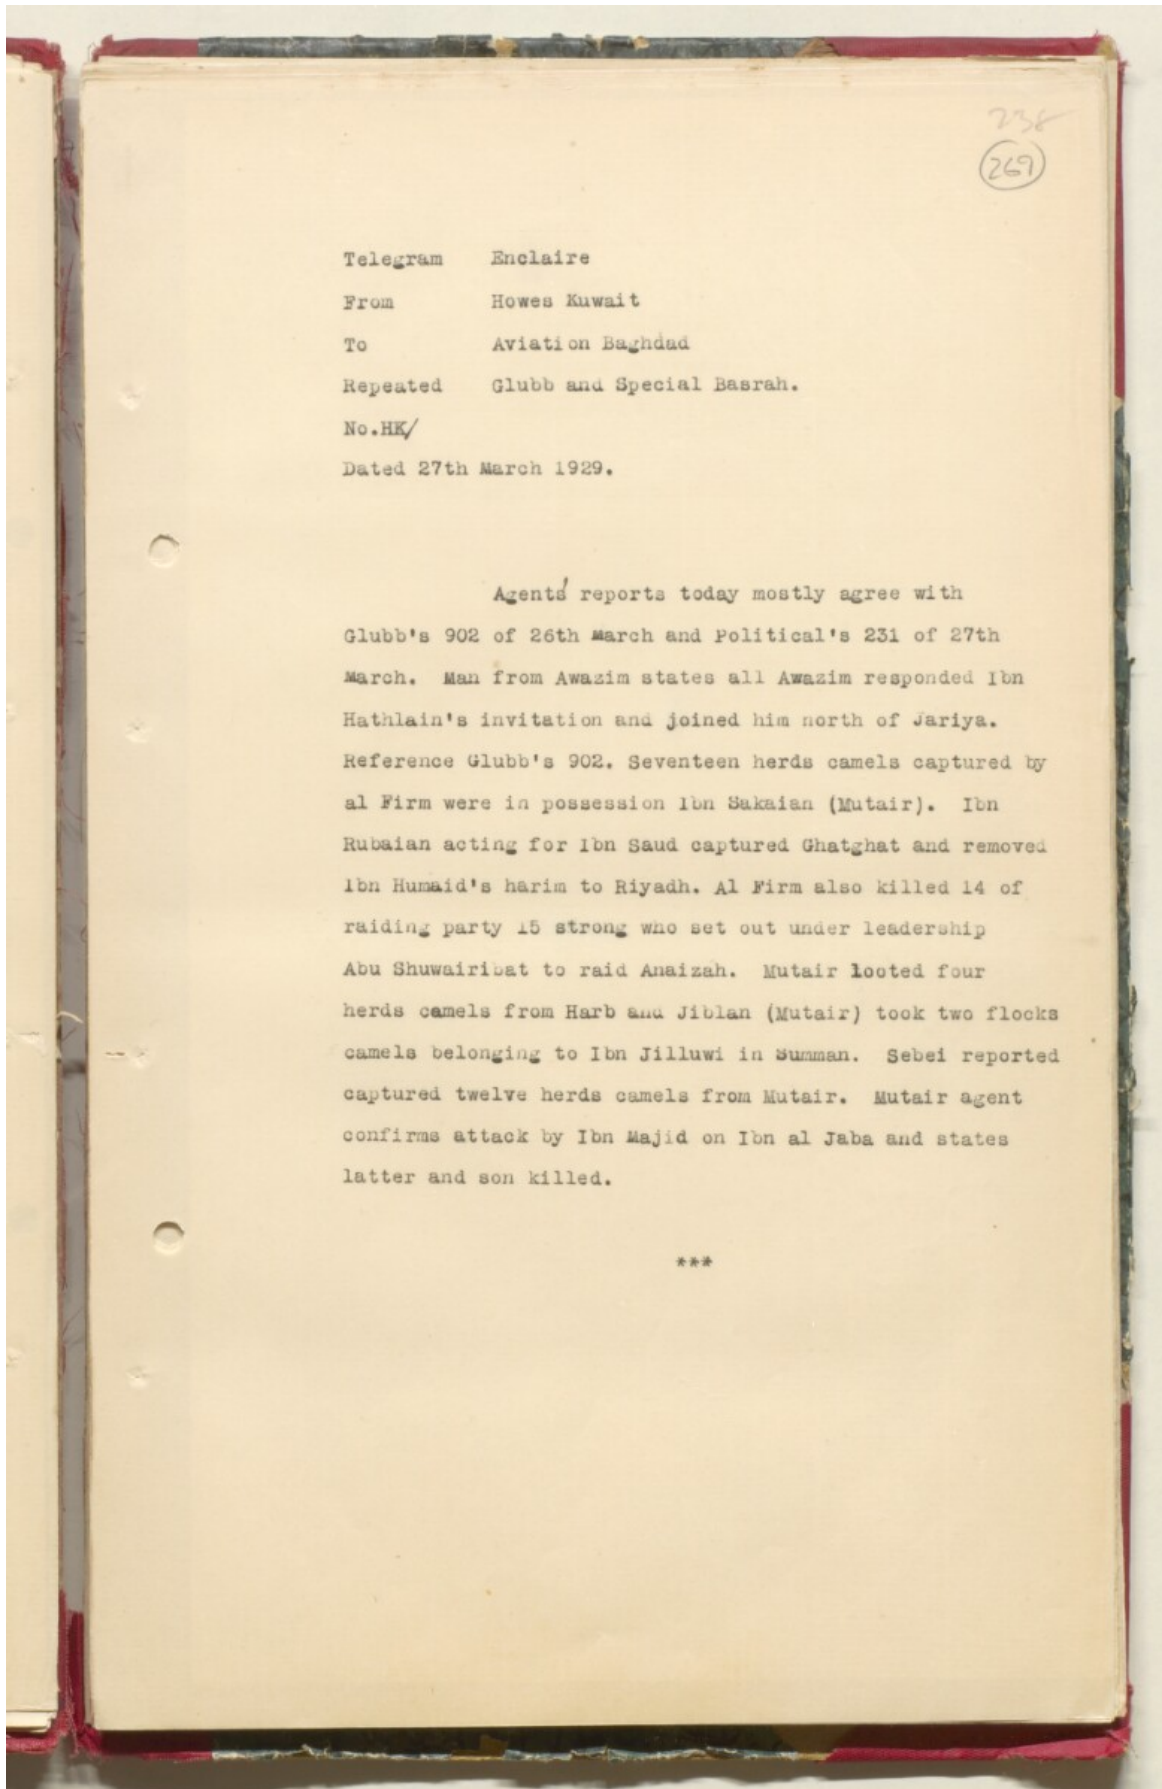 238
269
Telegram Enclaire
From Howes Kuwait
To Aviation Baghdad
Repeated Glubb and Special Basrah.
No.HK/
Dated 27th March 1929.
Agents' reports today mostly agree with
Glubb's 902 of 26th March and Political's 231 of 27th
March. Man from Awazim states all Awazim responded Ibn
Hathlain's invitation and joined him north of Jariya.
Reference Glubb's 902. Seventeen herds camels captured by
al Firm were in possession Ibn Sakaian (Mutair). Ibn
Rubaian acting for Ibn Saud captured Ghatghat and removed
Ibn Humaid's harim to Riyadh. Al Firm also killed 14 of
raiding party 15 strong who set out under leadership
Abu Shuwairibat to raid Anaizah. Mutair looted four
herds camels from Harb and Jiblan (Mutair) took two flocks
camels belonging to Ibn Jilluwi in Summan. Sebei reported
captured twelve herds camels from Mutair. Mutair agent
confirms attack by Ibn Majid on Ibn al Jaba and states
latter and son killed.
***